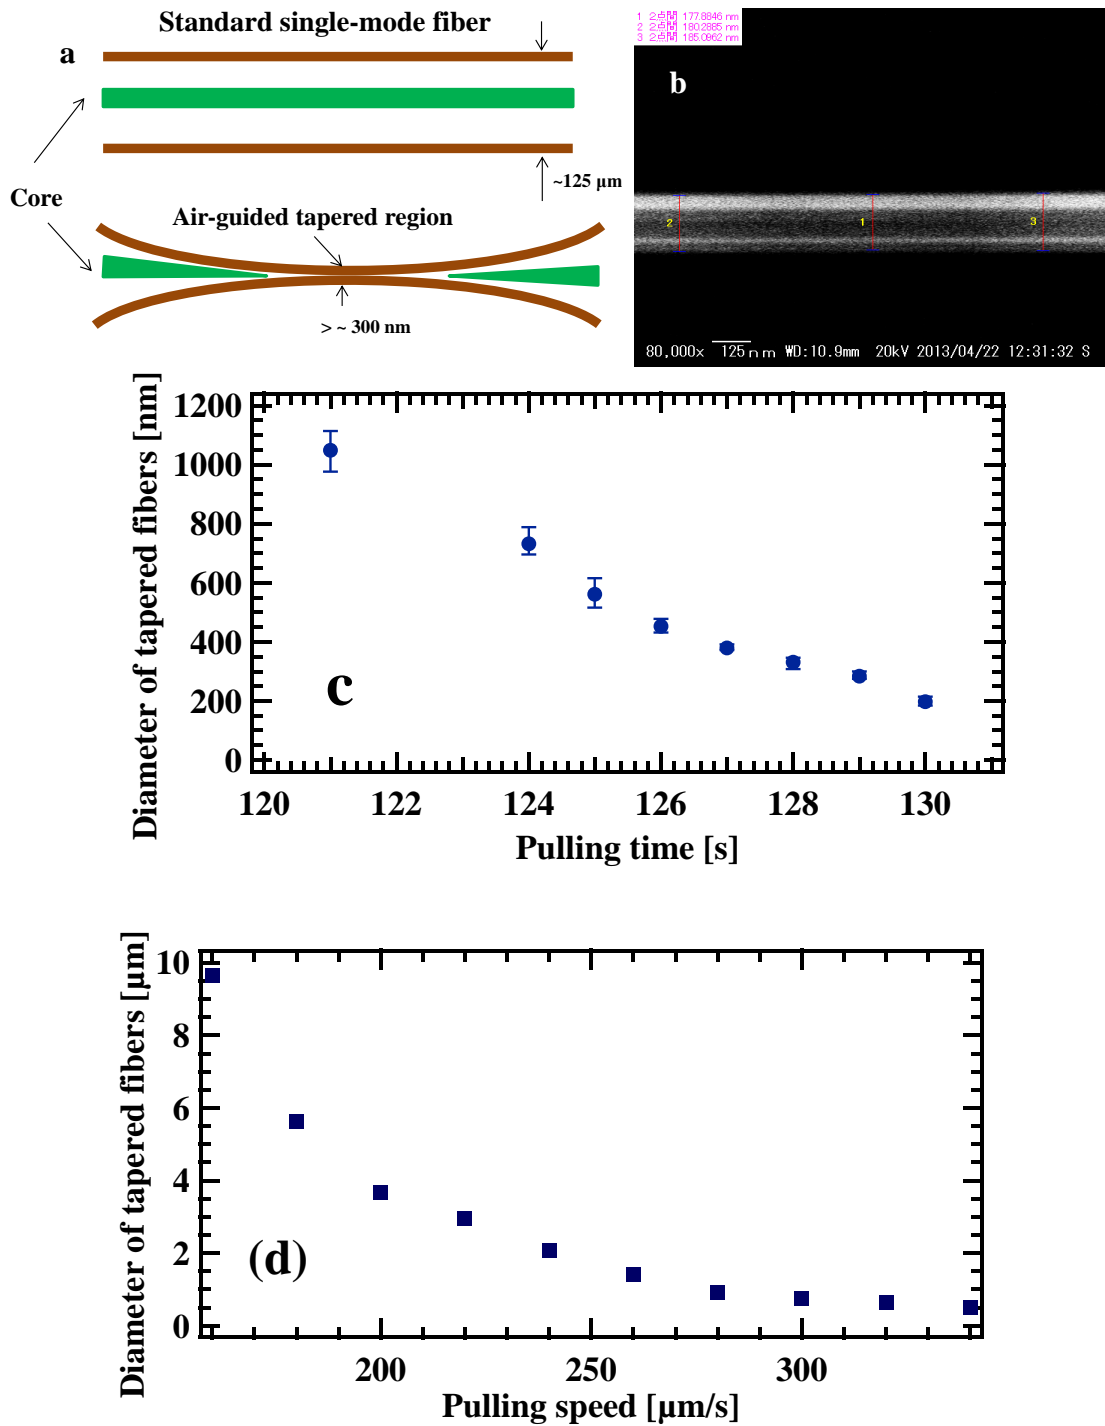 Standard single-mode fiber
a
Core
~125 µm
Air-guided tapered region
> ~ 300 nm
1 2点間 177.8846 nm
2 2点間 180.2885 nm
3 2点間 185.0962 nm
b
2
1
3
80,000x 125nm WD:10.9mm 20kV 2013/04/22 12:31:32 S
Diameter of tapered fibers [nm]
1200
1000
800
600
400
200
0
c
120 122 124 126 128 130
Pulling time [s]
Diameter of tapered fibers [µm]
10
8
6
4
2
0
(d)
200 250 300
Pulling speed [µm/s]